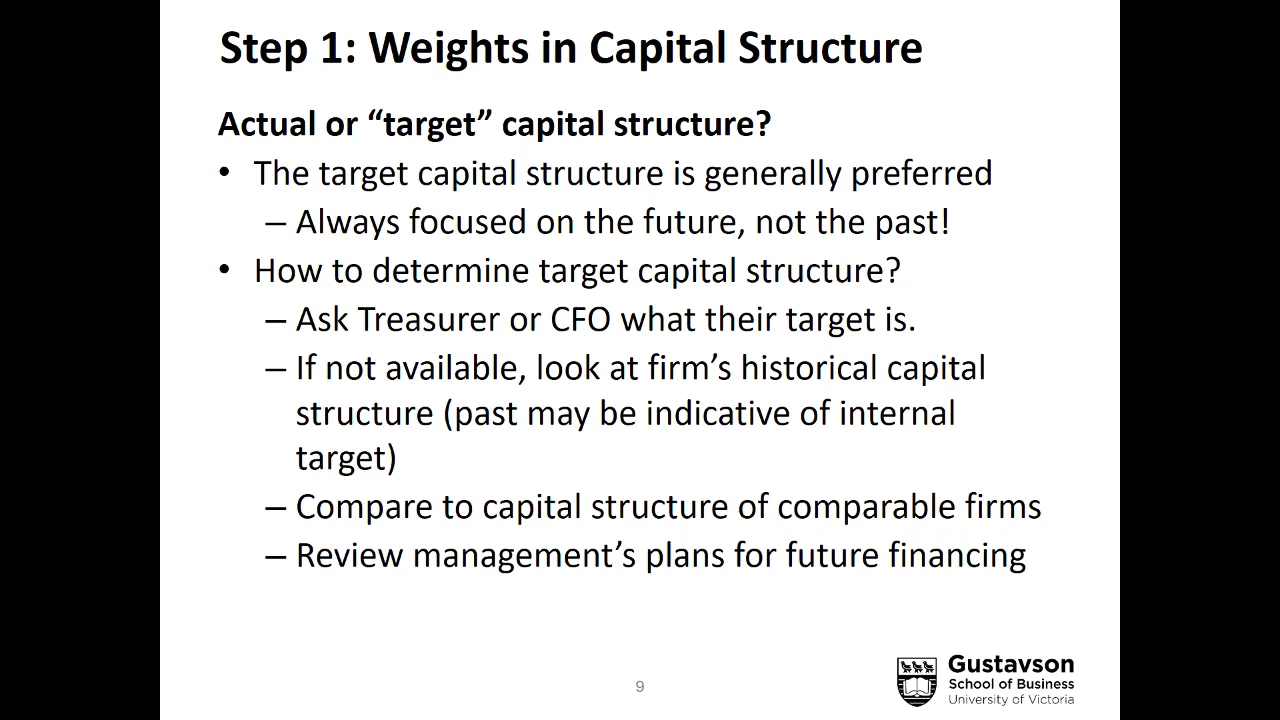 Step 1: Weights in Capital Structure
Actual or “target” capital structure?
• The target capital structure is generally preferred
– Always focused on the future, not the past!
• How to determine target capital structure?
– Ask Treasurer or CFO what their target is.
– If not available, look at firm’s historical capital
structure (past may be indicative of internal
target)
– Compare to capital structure of comparable firms
– Review management’s plans for future financing
9
Gustavson
School of Business
University of Victoria